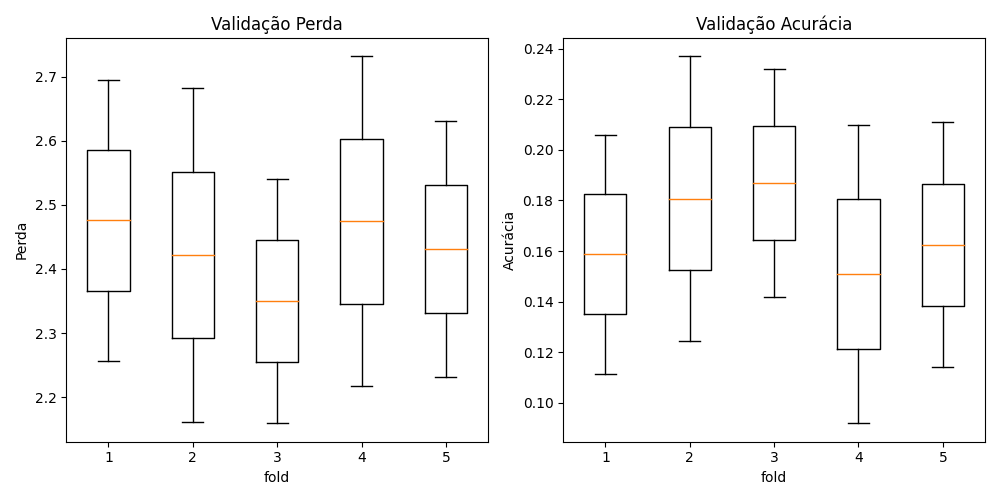 Validação Perda
Perda
2.7
2.6
2.5
2.4
2.3
2.2
1 2 3 4 5
fold
Validação Acurácia
Acurácia
0.24
0.22
0.20
0.18
0.16
0.14
0.12
0.10
1 2 3 4 5
fold